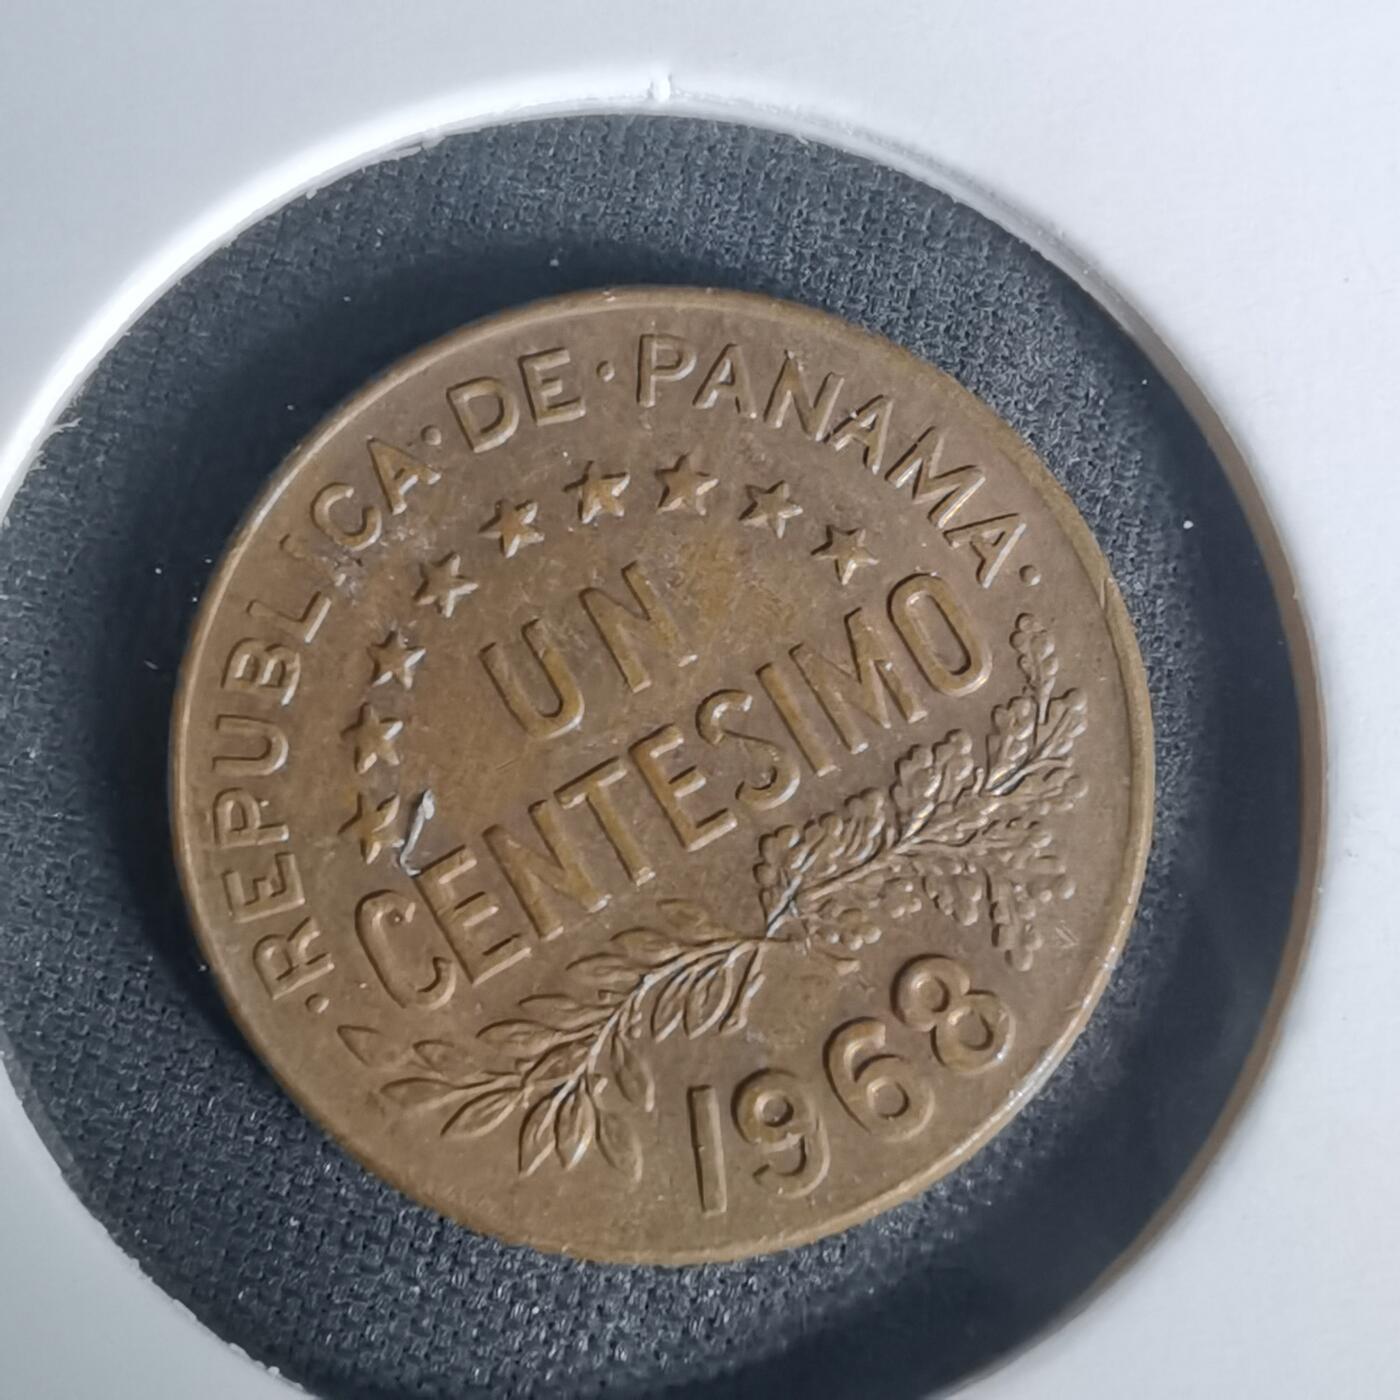 ·REPUBLICA·DE·PANAMA·
UN
CENTESIMO
1968